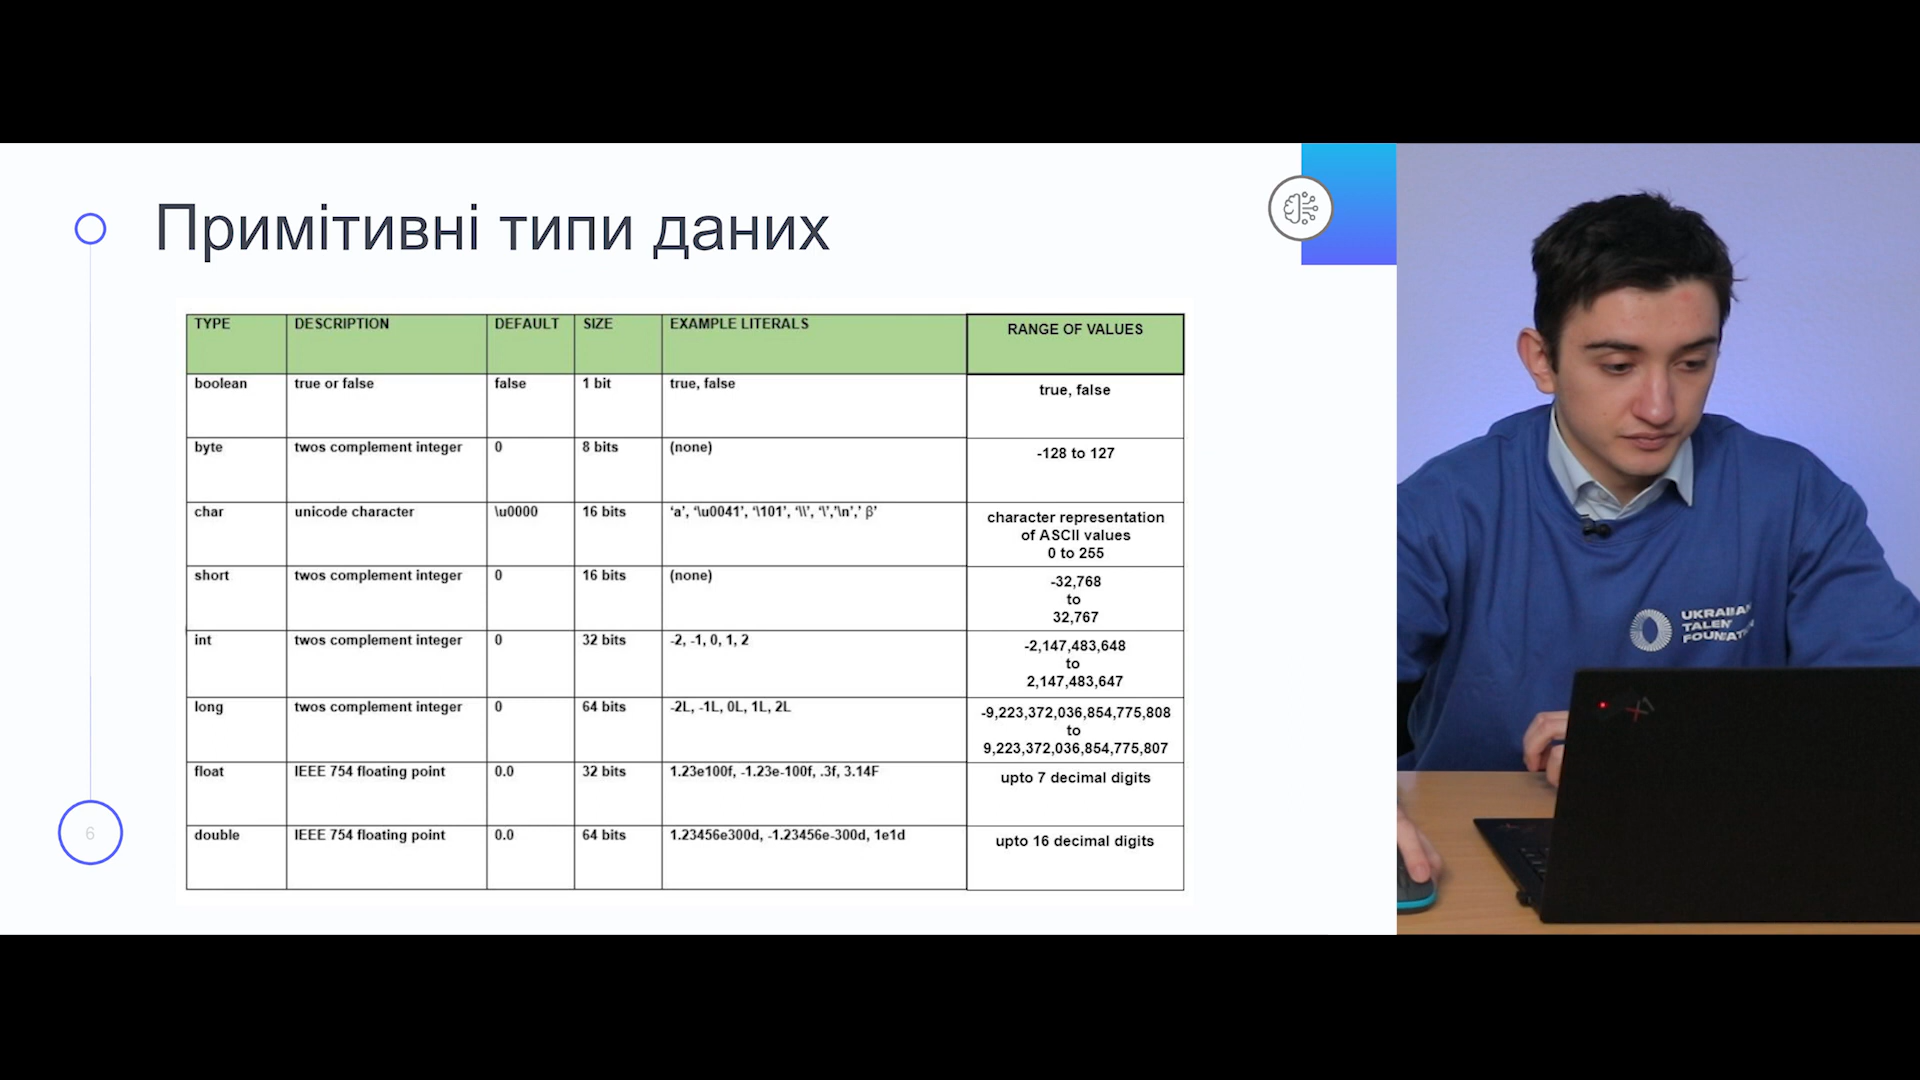 Примітивні типи даних
TYPE DESCRIPTION DEFAULT SIZE EXAMPLE LITERALS RANGE OF VALUES
boolean true or false false 1 bit true, false true, false
byte twos complement integer 0 8 bits (none) -128 to 127
char unicode character \u0000 16 bits ‘a’, ‘\u0041’, ‘\101’, ‘\\’, ‘\’,‘\n’,’ β’ character representation
of ASCII values
0 to 255
short twos complement integer 0 16 bits (none) -32,768
to
32,767
int twos complement integer 0 32 bits -2, -1, 0, 1, 2 -2,147,483,648
to
2,147,483,647
long twos complement integer 0 64 bits -2L, -1L, 0L, 1L, 2L -9,223,372,036,854,775,808
to
9,223,372,036,854,775,807
float IEEE 754 floating point 0.0 32 bits 1.23e100f, -1.23e-100f, .3f, 3.14F upto 7 decimal digits
double IEEE 754 floating point 0.0 64 bits 1.23456e300d, -1.23456e-300d, 1e1d upto 16 decimal digits
6
UKRAINIAN
TALENT
FOUNDATION
X1